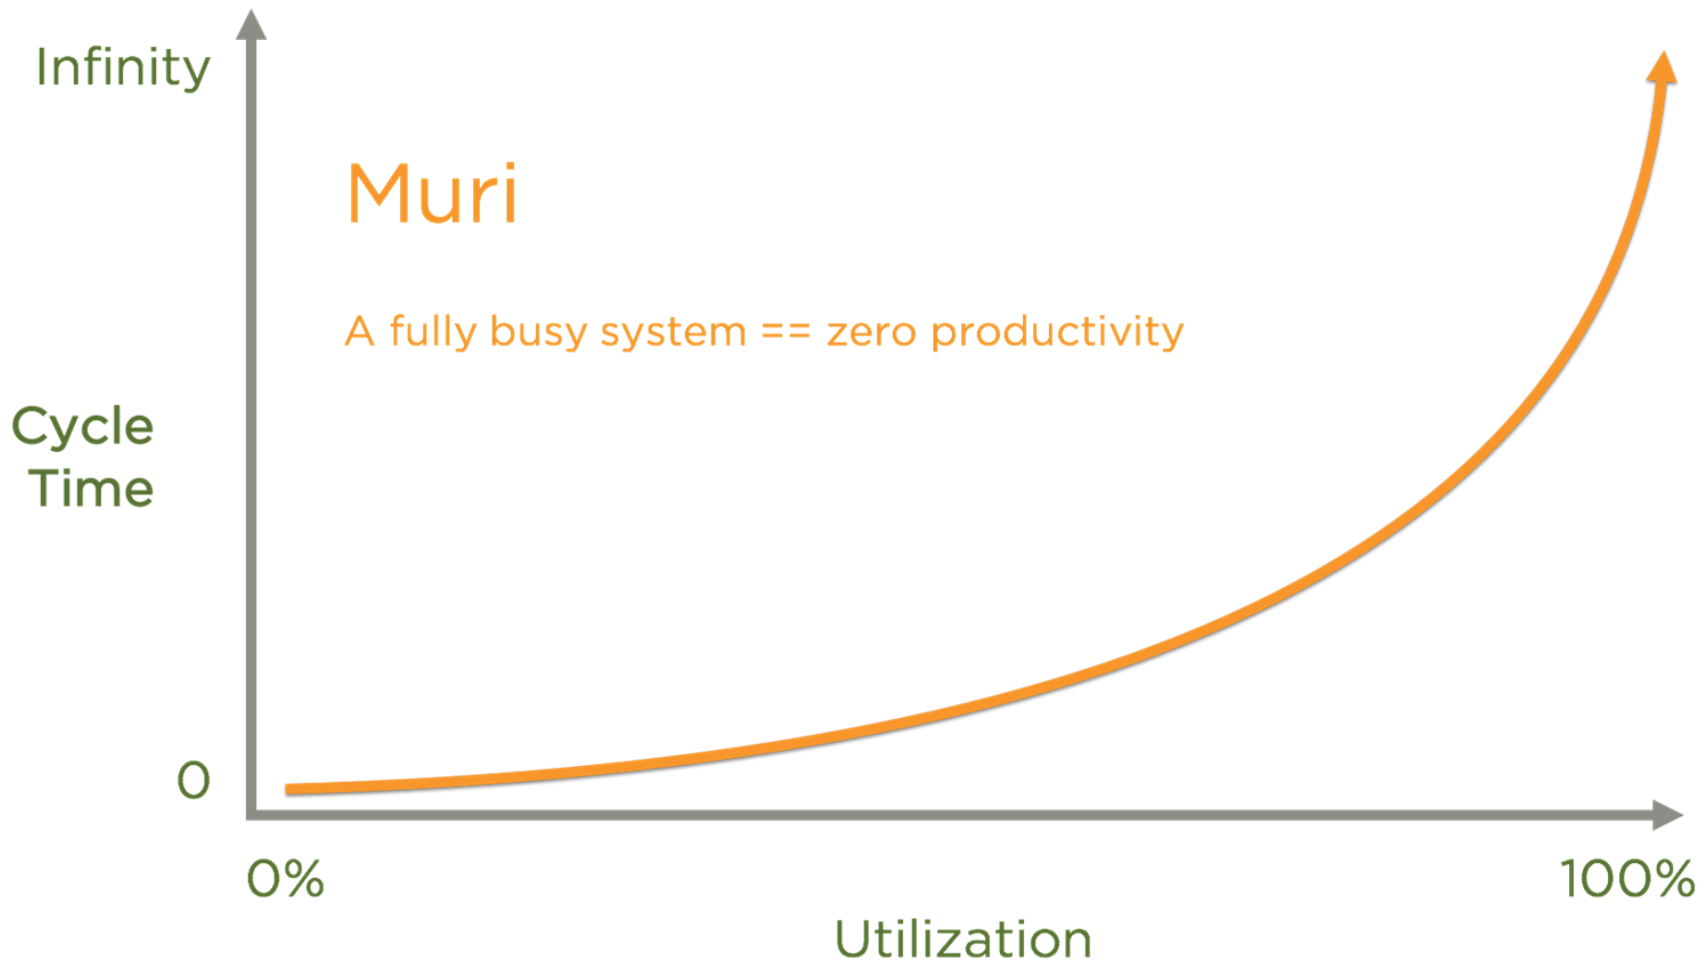 Infinity
Muri
A fully busy system == zero productivity
Cycle
Time
0
0%
100%
Utilization